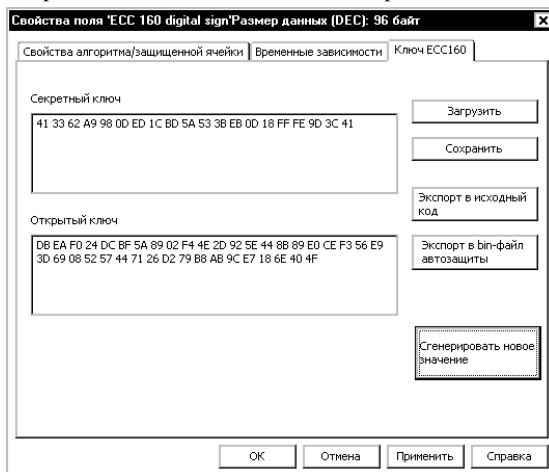 Свойства поля 'ECC 160 digital sign'Размер данных (DEC): 96 байт
Свойства алгоритма/защищенной ячейки
Временные зависимости
Ключ ECC160
Секретный ключ
41 33 62 A9 98 0D ED 1C BD 5A 53 3B EB 0D 18 FF FE 9D 3C 41
Загрузить
Сохранить
Экспорт в исходный
код
Открытый ключ
DB EA F0 24 DC BF 5A 89 02 F4 4E 2D 92 5E 44 8B 89 E0 CE F3 56 E9
3D 69 08 52 57 44 71 26 D2 79 B8 AB 9C E7 18 6E 40 4F
Экспорт в bin-файл
автозащиты
Сгенерировать новое
значение
OK
Отмена
Применить
Справка